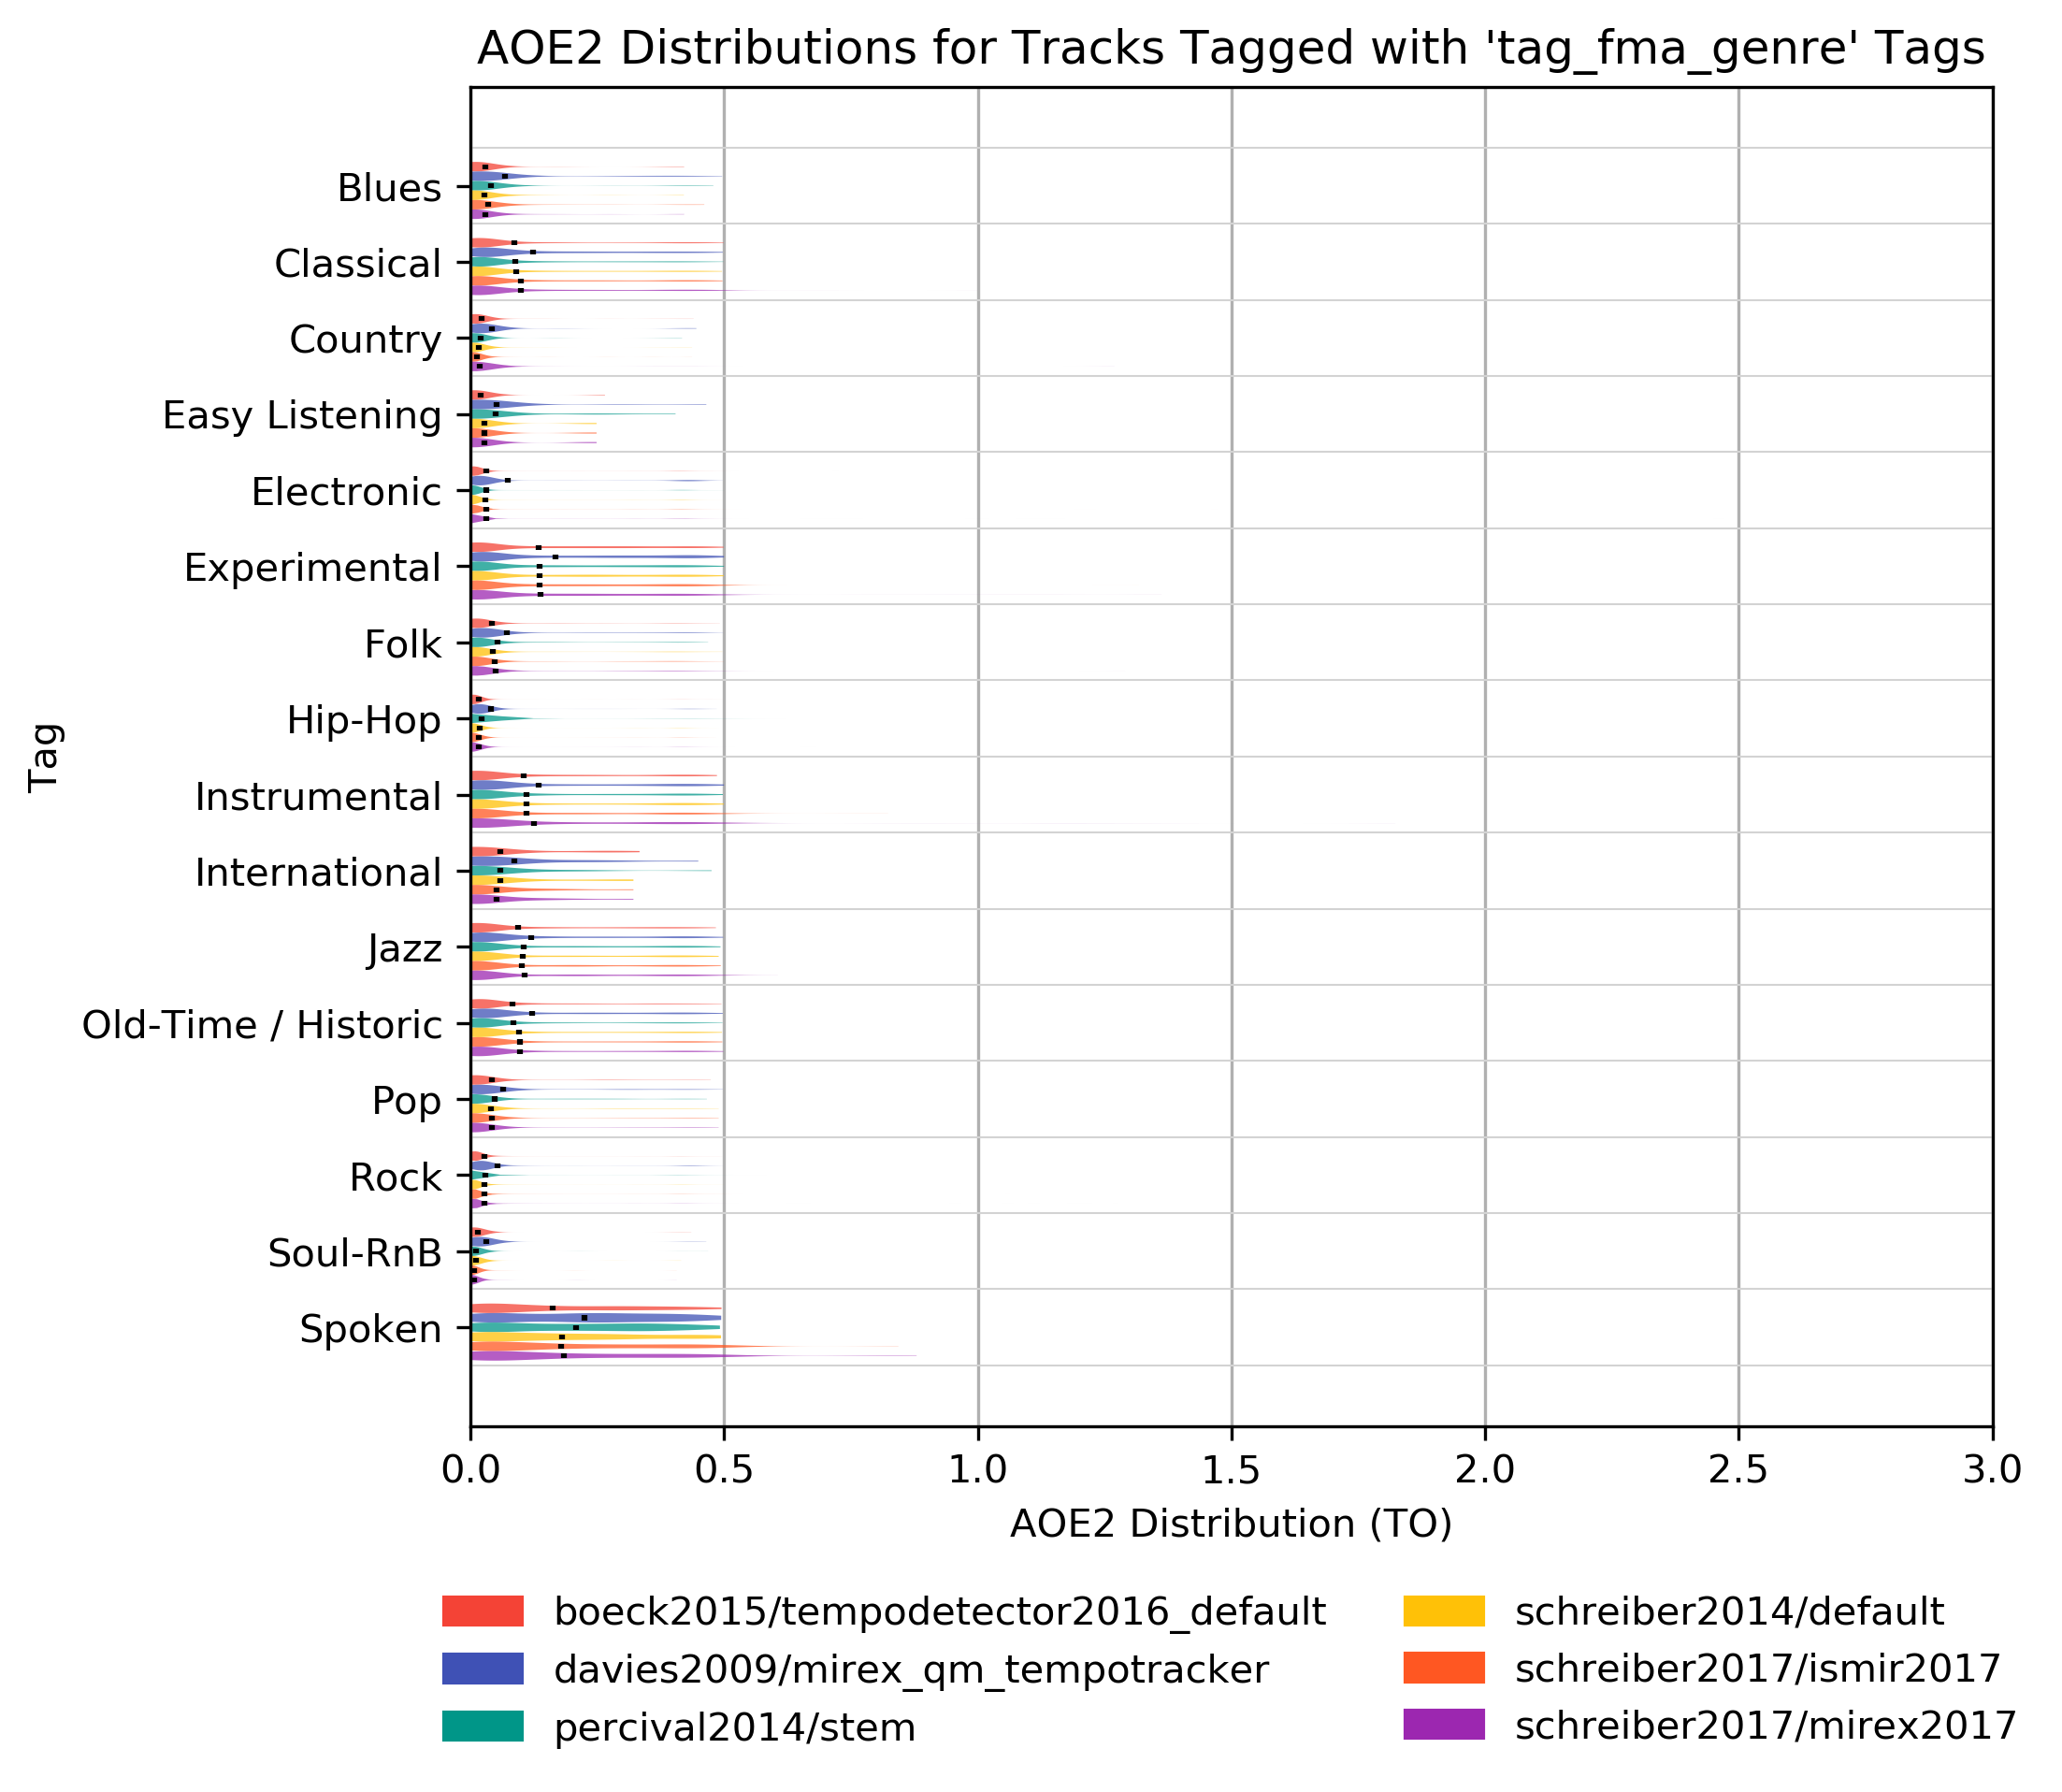 AOE2 Distributions for Tracks Tagged with 'tag_fma_genre' Tags
Tag
Blues
Classical
Country
Easy Listening
Electronic
Experimental
Folk
Hip-Hop
Instrumental
International
Jazz
Old-Time / Historic
Pop
Rock
Soul-RnB
Spoken
0.0 0.5 1.0 1.5 2.0 2.5 3.0
AOE2 Distribution (TO)
boeck2015/tempodetector2016_default
davies2009/mirex_qm_tempotracker
percival2014/stem
schreiber2014/default
schreiber2017/ismir2017
schreiber2017/mirex2017